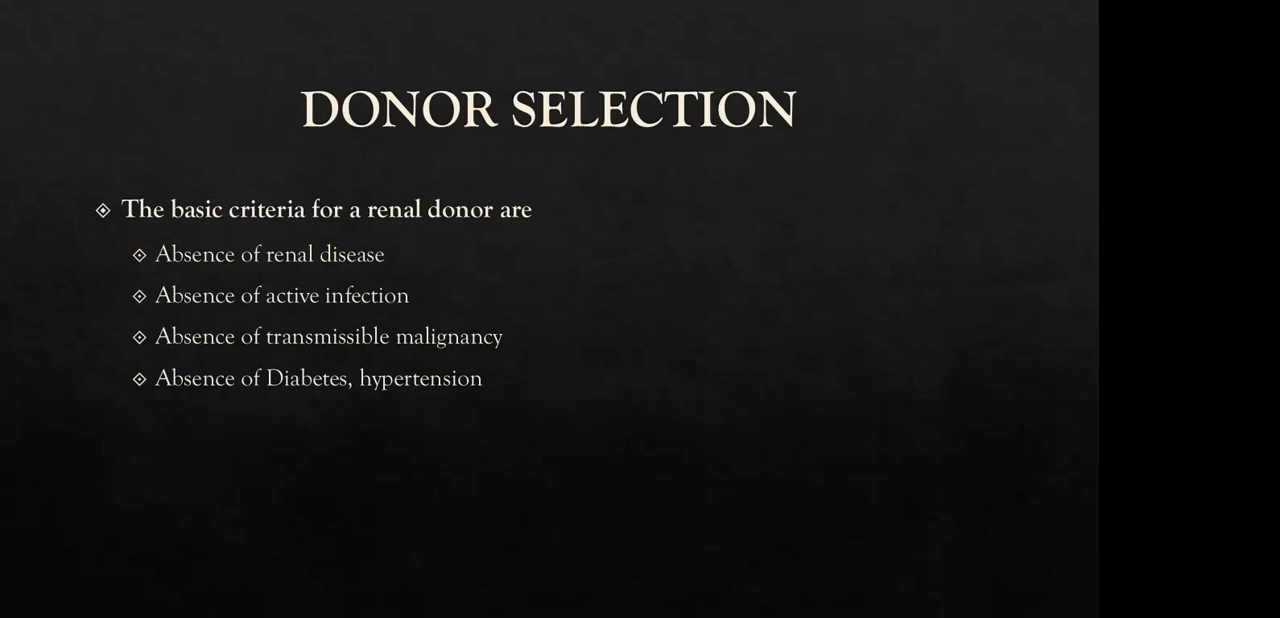 DONOR SELECTION
The basic criteria for a renal donor are
Absence of renal disease
Absence of active infection
Absence of transmissible malignancy
Absence of Diabetes, hypertension